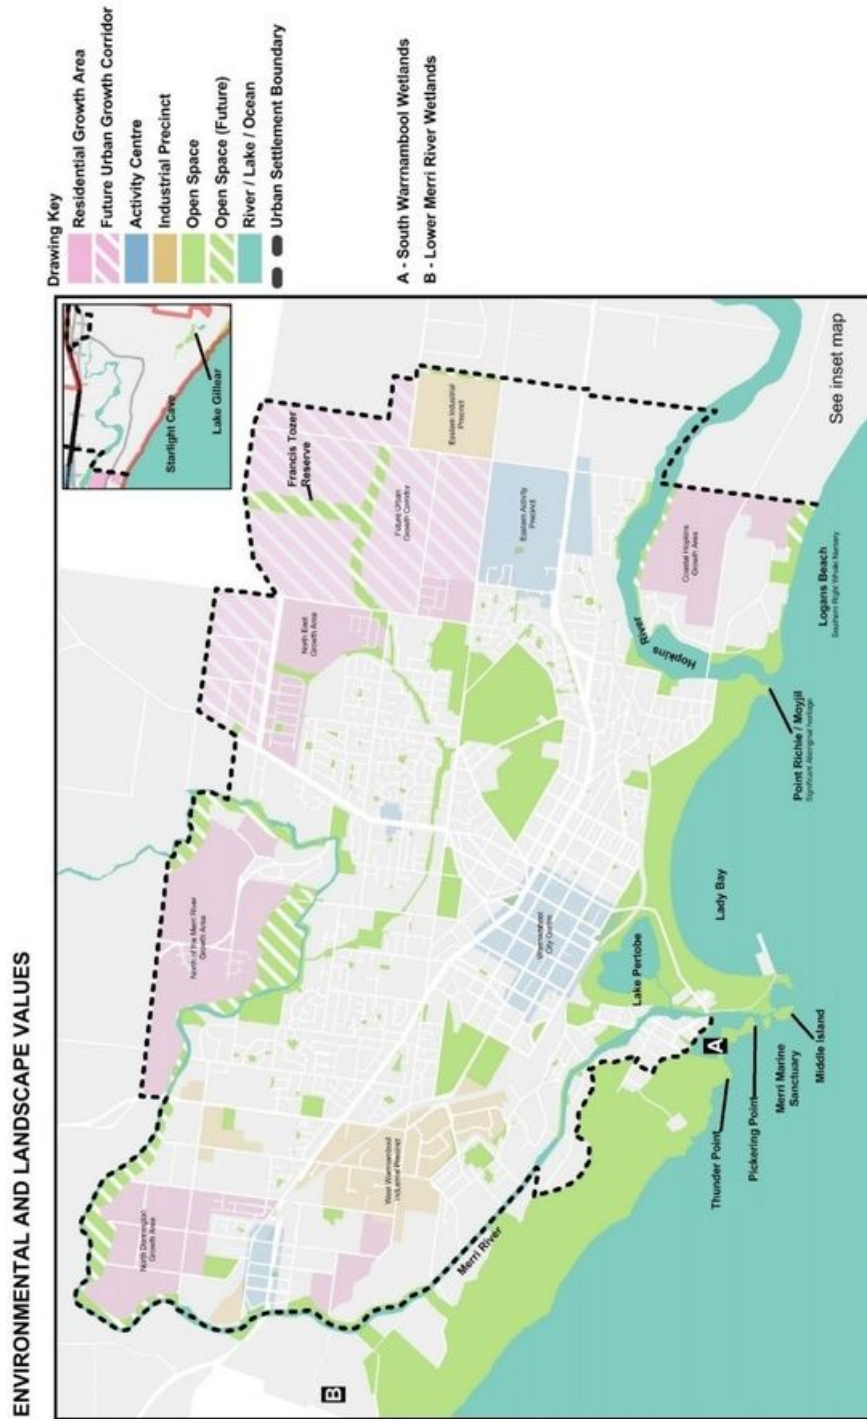 ENVIRONMENTAL AND LANDSCAPE VALUES
Drawing Key
Residential Growth Area
Future Urban Growth Corridor
Activity Centre
Industrial Precinct
Open Space
Open Space (Future)
River / Lake / Ocean
Urban Settlement Boundary
A - South Warrnambool Wetlands
B - Lower Merri River Wetlands
Starlight Cave
Lake Gillear
Francis Tozer
Reserve
Future Urban
Growth Corridor
Eastern Industrial
Precinct
North East
Growth Area
Eastern Activity
Precinct
North of the Merri River
Growth Area
North Dennington
Growth Area
West Warrnambool
Industrial Precinct
Warrnambool
City Centre
Coastal Hopkins
Growth Area
Hopkins
River
Merri River
Lake Pertobe
Lady Bay
Logans Beach
Southern Right Whale Nursery
Point Richie / Moyjil
Significant Aboriginal heritage
A
B
Thunder Point
Pickering Point
Merri Marine
Sanctuary
Middle Island
See inset map